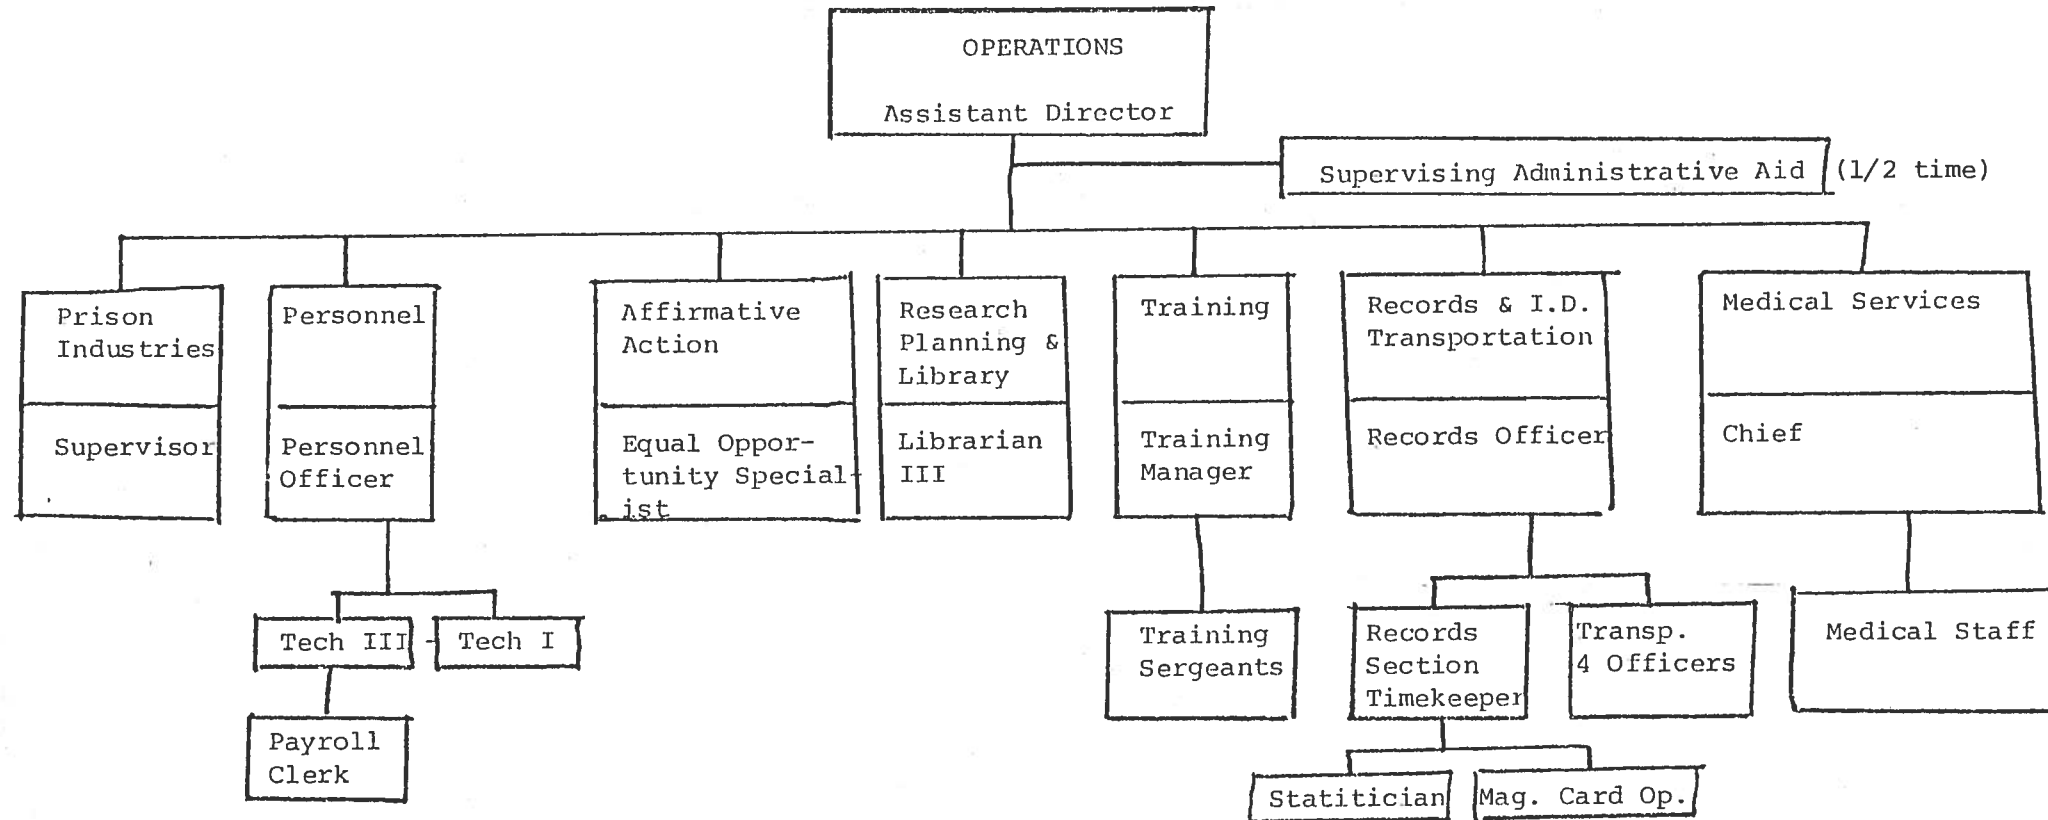 OPERATIONS
Assistant Director
Supervising Administrative Aid (1/2 time)
Prison
Industries
Supervisor
Personnel
Personnel
Officer
Affirmative
Action
Equal Oppor-
tunity Special-
ist
Research
Planning &
Library
Librarian
III
Training
Training
Manager
Records & I.D.
Transportation
Records Officer
Medical Services
Chief
Tech III - Tech I
Payroll
Clerk
Training
Sergeants
Records
Section
Timekeeper
Transp.
4 Officers
Medical Staff
Statitician
Mag. Card Op.